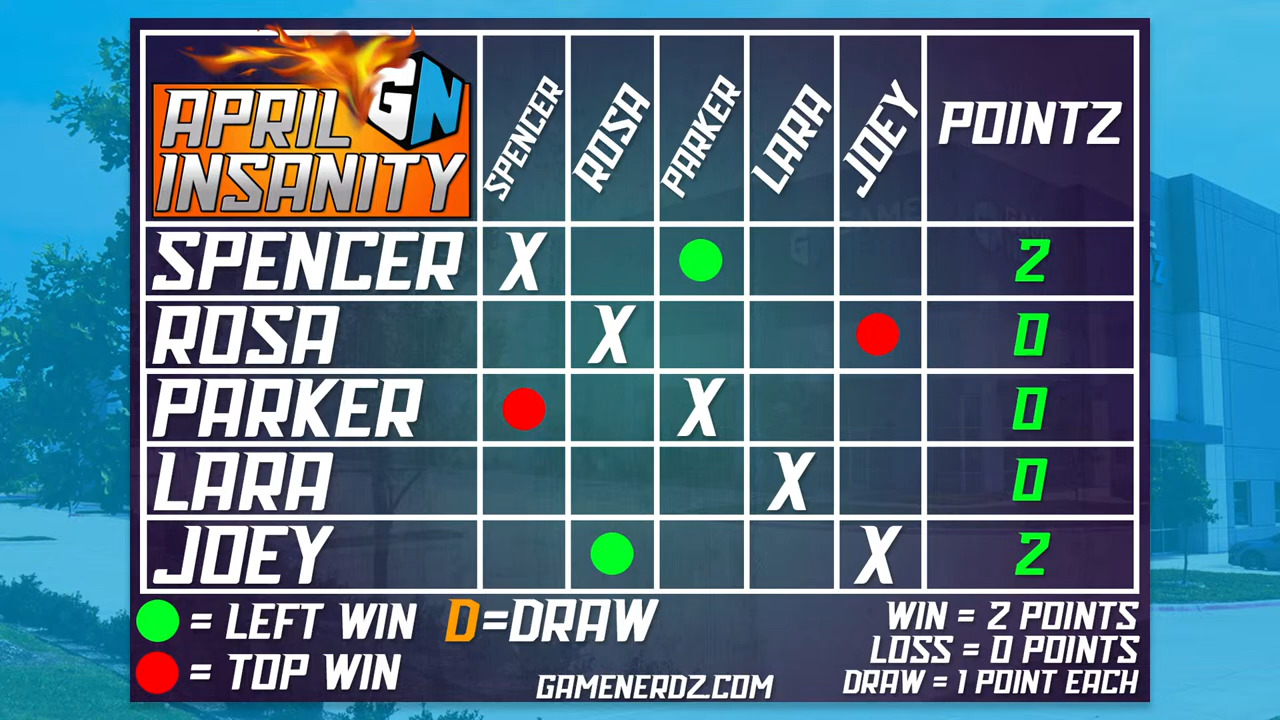 APRIL
INSANITY
GN
SPENCER
ROSA
PARKER
LARA
JOEY
POINTZ
SPENCER X 2
ROSA X 0
PARKER X 0
LARA X 0
JOEY X 2
= LEFT WIN
D=DRAW
= TOP WIN
GAMENERDZ.COM
WIN = 2 POINTS
LOSS = 0 POINTS
DRAW = 1 POINT EACH